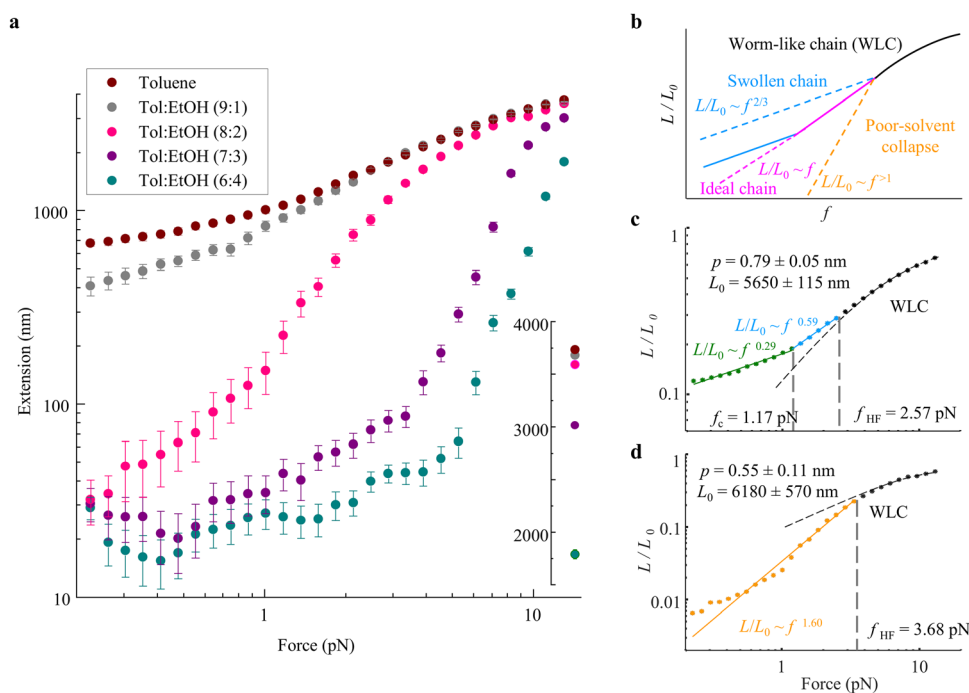 a
Toluene
Tol:EtOH (9:1)
Tol:EtOH (8:2)
Tol:EtOH (7:3)
Tol:EtOH (6:4)
1000
100
10
Extension (nm)
1
10
Force (pN)
4000
3000
2000
b
Worm-like chain (WLC)
Swollen chain
L/L0 ~ f^2/3
Poor-solvent
collapse
L/L0 ~ f
Ideal chain
L/L0 ~ f^>1
L / L0
f
c
1
p = 0.79 ± 0.05 nm
L0 = 5650 ± 115 nm
WLC
L/L0 ~ f^0.59
L/L0 ~ f^0.29
0.1
L / L0
fc = 1.17 pN
fHF = 2.57 pN
d
1.0
p = 0.55 ± 0.11 nm
L0 = 6180 ± 570 nm
WLC
0.1
0.01
L / L0
L/L0 ~ f^1.60
fHF = 3.68 pN
1
10
Force (pN)